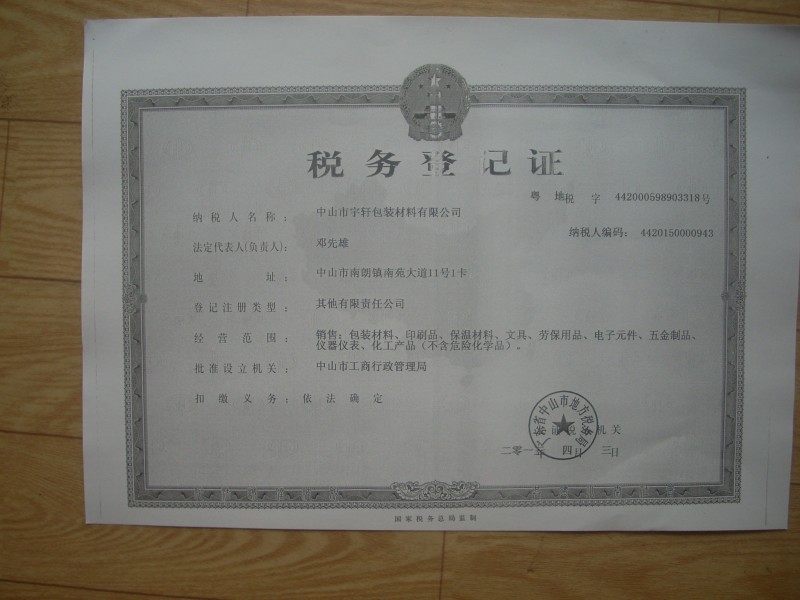 税务登记证
粤 地税 字 442000598903318号
纳税人编码： 4420150000943
纳税人名称： 中山市宇轩包装材料有限公司
法定代表人(负责人)： 邓先雄
地 址： 中山市南朗镇南苑大道11号1卡
登记注册类型： 其他有限责任公司
经营范围： 销售：包装材料、印刷品、保温材料、文具、劳保用品、电子元件、五金制品、
仪器仪表、化工产品（不含危险化学品）。
批准设立机关： 中山市工商行政管理局
扣缴义务： 依法确定
广东省中山市地方税务局
机关
二零一 年 四月 三日
国家税务总局监制